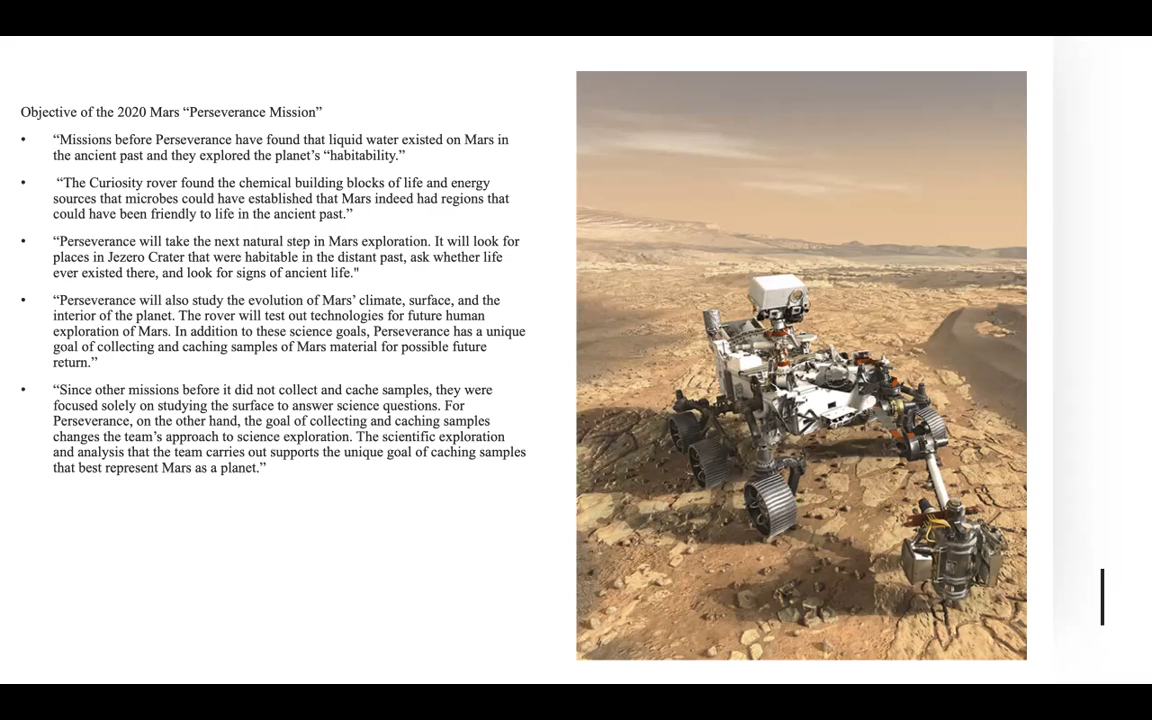 Objective of the 2020 Mars “Perseverance Mission”
• “Missions before Perseverance have found that liquid water existed on Mars in
the ancient past and they explored the planet’s “habitability.”
• “The Curiosity rover found the chemical building blocks of life and energy
sources that microbes could have established that Mars indeed had regions that
could have been friendly to life in the ancient past.”
• “Perseverance will take the next natural step in Mars exploration. It will look for
places in Jezero Crater that were habitable in the distant past, ask whether life
ever existed there, and look for signs of ancient life."
• “Perseverance will also study the evolution of Mars’ climate, surface, and the
interior of the planet. The rover will test out technologies for future human
exploration of Mars. In addition to these science goals, Perseverance has a unique
goal of collecting and caching samples of Mars material for possible future
return.”
• “Since other missions before it did not collect and cache samples, they were
focused solely on studying the surface to answer science questions. For
Perseverance, on the other hand, the goal of collecting and caching samples
changes the team’s approach to science exploration. The scientific exploration
and analysis that the team carries out supports the unique goal of caching samples
that best represent Mars as a planet.”